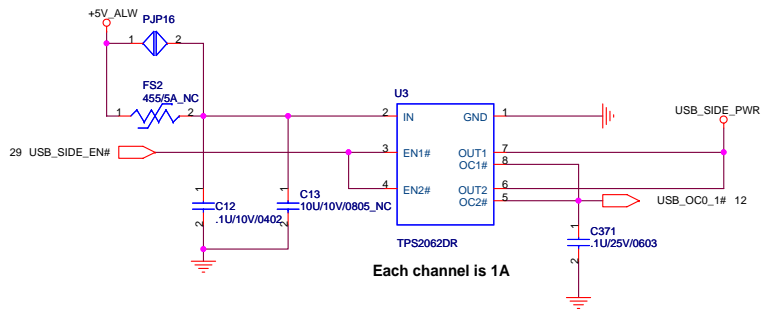 +5V_ALW
PJP16
1 2
FS2
455/5A_NC
1 2
U3
2 IN GND 1
USB_SIDE_PWR
29 USB_SIDE_EN#
3 EN1# OUT1 7
OC1# 8
4 EN2# OUT2 6
OC2# 5
USB_OC0_1# 12
1
C12
.1U/10V/0402
2
1
C13
10U/10V/0805_NC
2
TPS2062DR
1
C371
.1U/25V/0603
2
Each channel is 1A